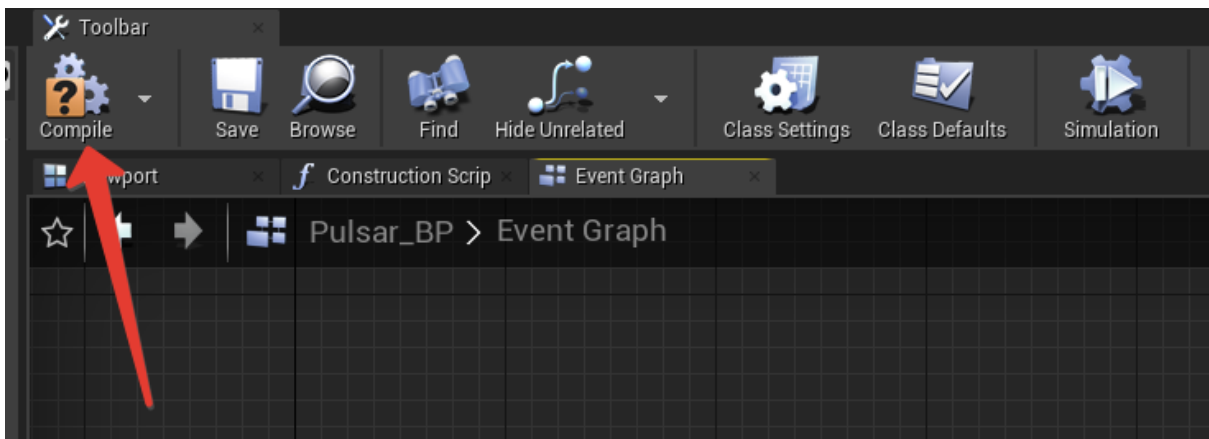 Toolbar
?
Compile Save Browse Find Hide Unrelated Class Settings Class Defaults Simulation
Construction Scrip Event Graph
Pulsar_BP > Event Graph